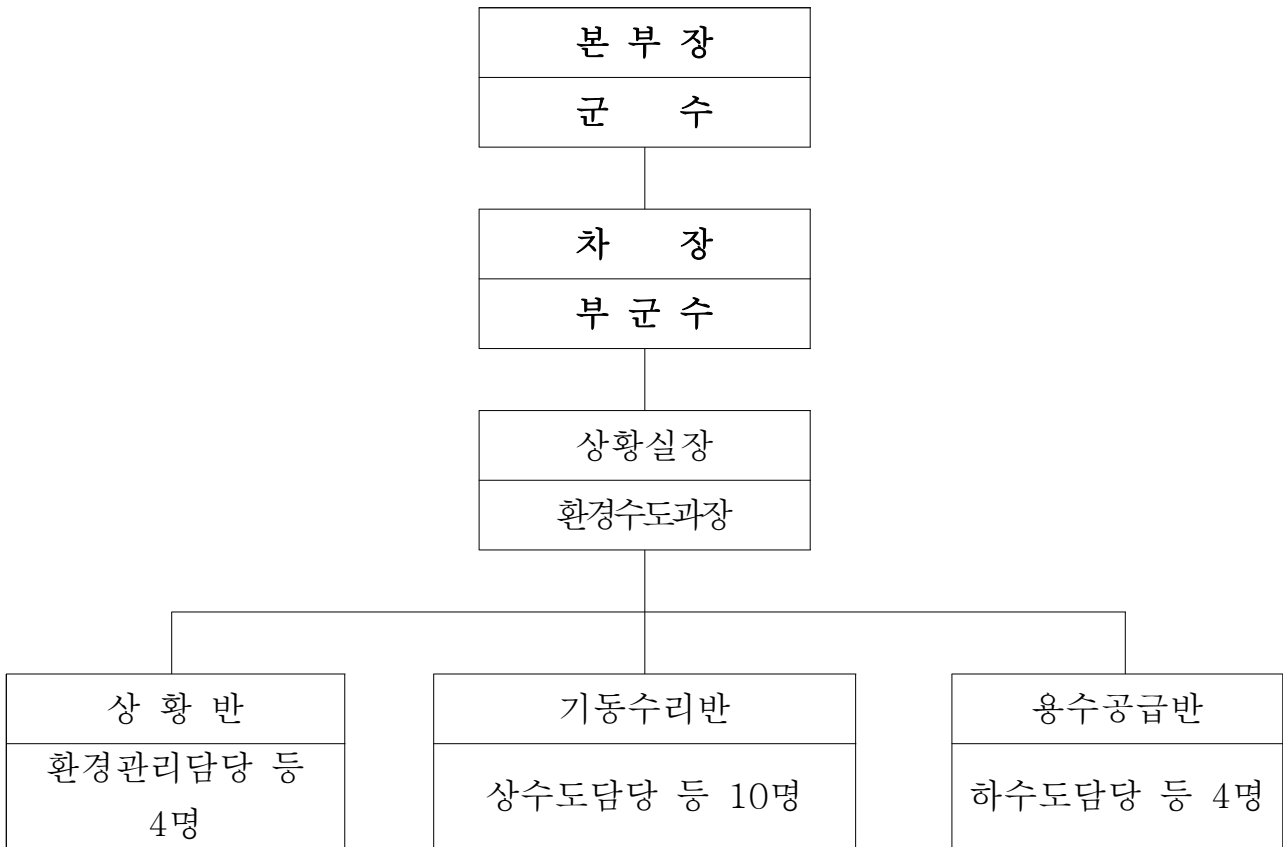 본 부 장
군 수
차 장
부 군 수
상황실장
환경수도과장
상 황 반
환경관리담당 등
4명
기동수리반
상수도담당 등 10명
용수공급반
하수도담당 등 4명